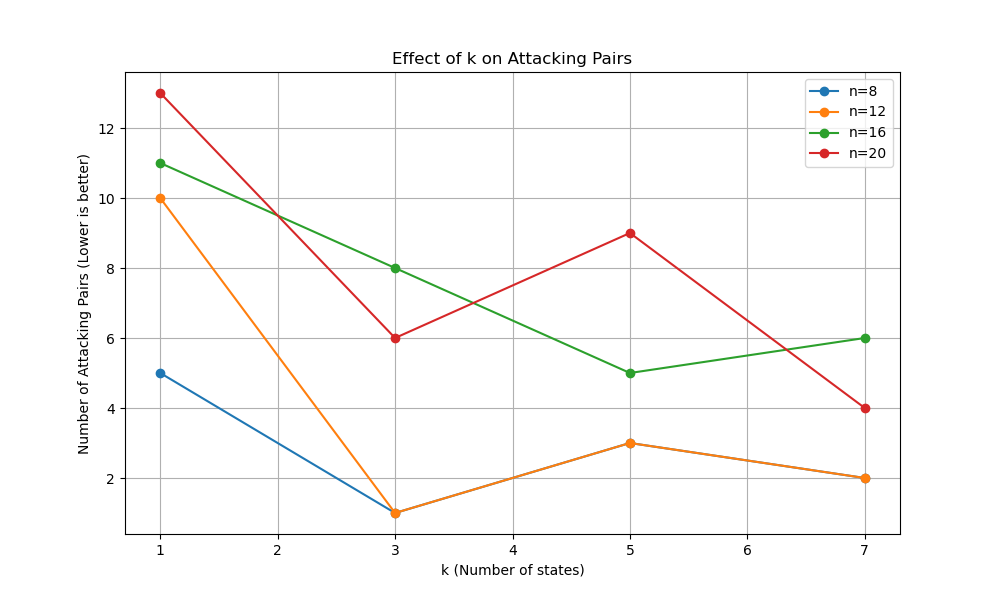 Effect of k on Attacking Pairs
n=8
n=12
n=16
n=20
Number of Attacking Pairs (Lower is better)
12
10
8
6
4
2
1
2
3
4
5
6
7
k (Number of states)